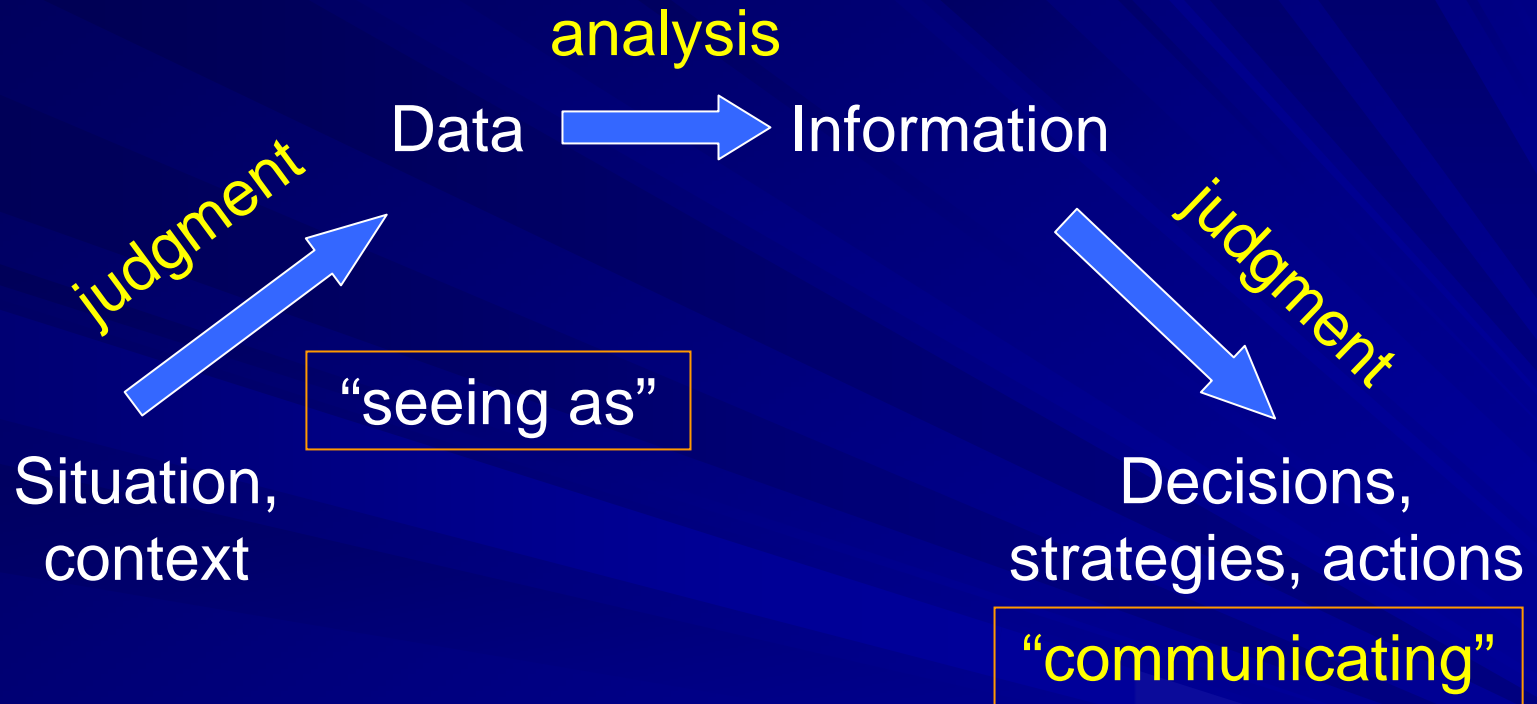 analysis
Data
Information
judgment
judgment
“seeing as”
Situation,
context
Decisions,
strategies, actions
“communicating”